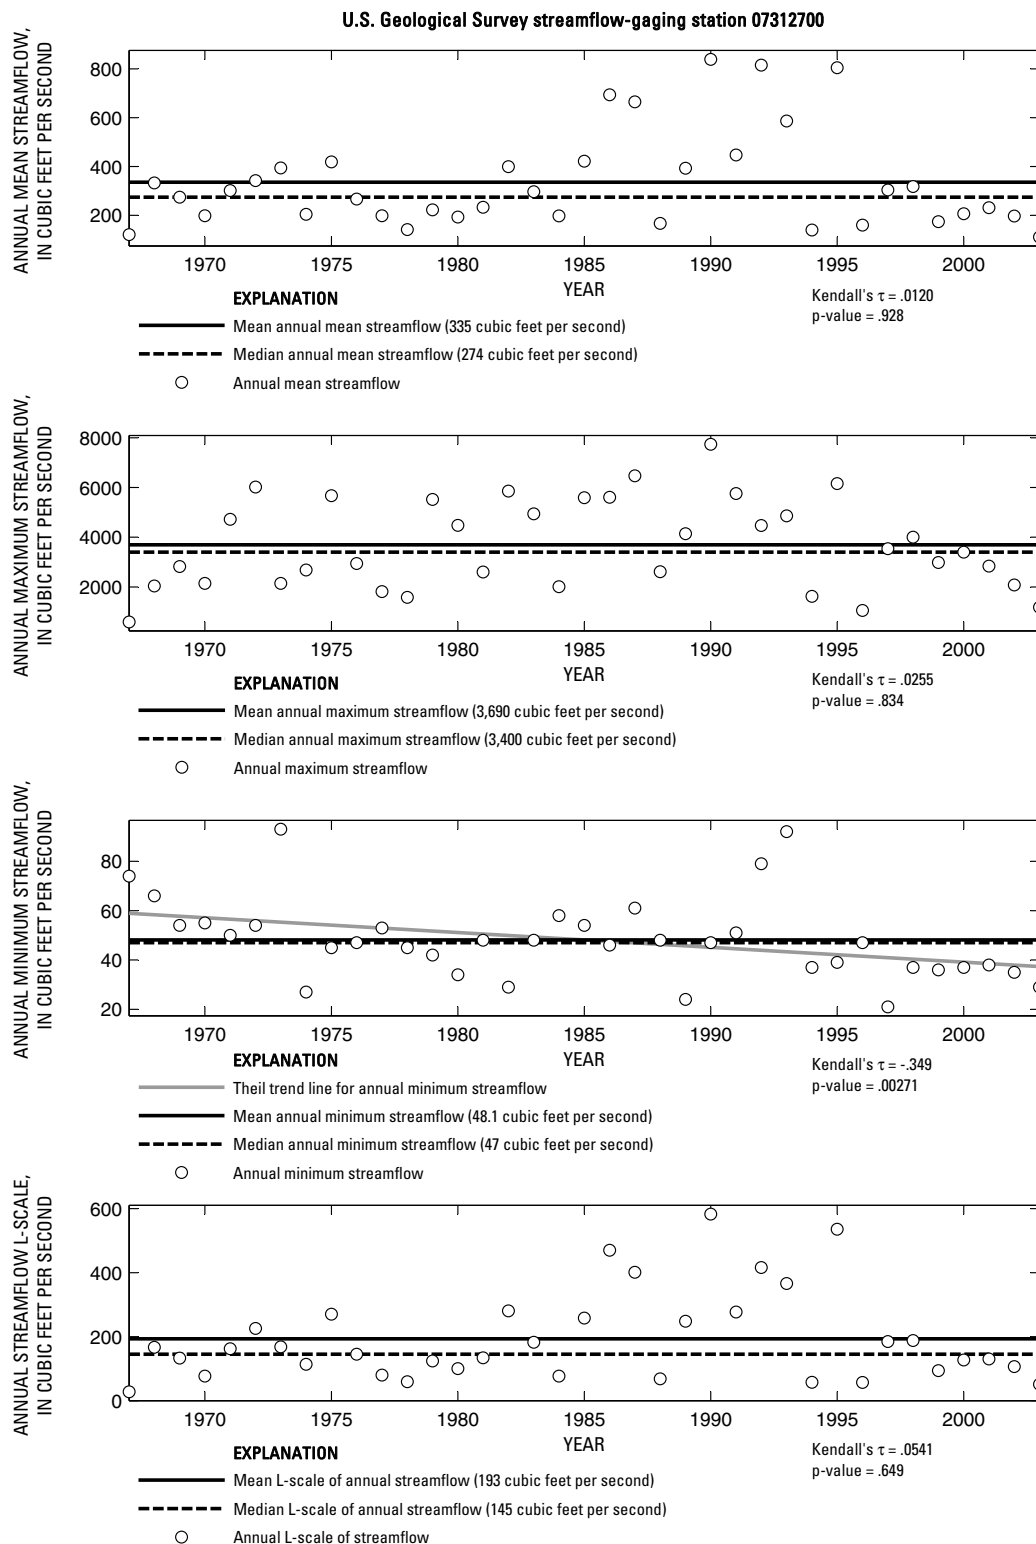 U.S. Geological Survey streamflow-gaging station 07312700
ANNUAL MEAN STREAMFLOW,
IN CUBIC FEET PER SECOND
800
600
400
200
1970 1975 1980 1985 1990 1995 2000
YEAR
EXPLANATION
Mean annual mean streamflow (335 cubic feet per second)
Median annual mean streamflow (274 cubic feet per second)
Annual mean streamflow
Kendall's τ = .0120
p-value = .928
ANNUAL MAXIMUM STREAMFLOW,
IN CUBIC FEET PER SECOND
8000
6000
4000
2000
1970 1975 1980 1985 1990 1995 2000
YEAR
EXPLANATION
Mean annual maximum streamflow (3,690 cubic feet per second)
Median annual maximum streamflow (3,400 cubic feet per second)
Annual maximum streamflow
Kendall's τ = .0255
p-value = .834
ANNUAL MINIMUM STREAMFLOW,
IN CUBIC FEET PER SECOND
80
60
40
20
1970 1975 1980 1985 1990 1995 2000
YEAR
EXPLANATION
Theil trend line for annual minimum streamflow
Mean annual minimum streamflow (48.1 cubic feet per second)
Median annual minimum streamflow (47 cubic feet per second)
Annual minimum streamflow
Kendall's τ = -.349
p-value = .00271
ANNUAL STREAMFLOW L-SCALE,
IN CUBIC FEET PER SECOND
600
400
200
0
1970 1975 1980 1985 1990 1995 2000
YEAR
EXPLANATION
Mean L-scale of annual streamflow (193 cubic feet per second)
Median L-scale of annual streamflow (145 cubic feet per second)
Annual L-scale of streamflow
Kendall's τ = .0541
p-value = .649